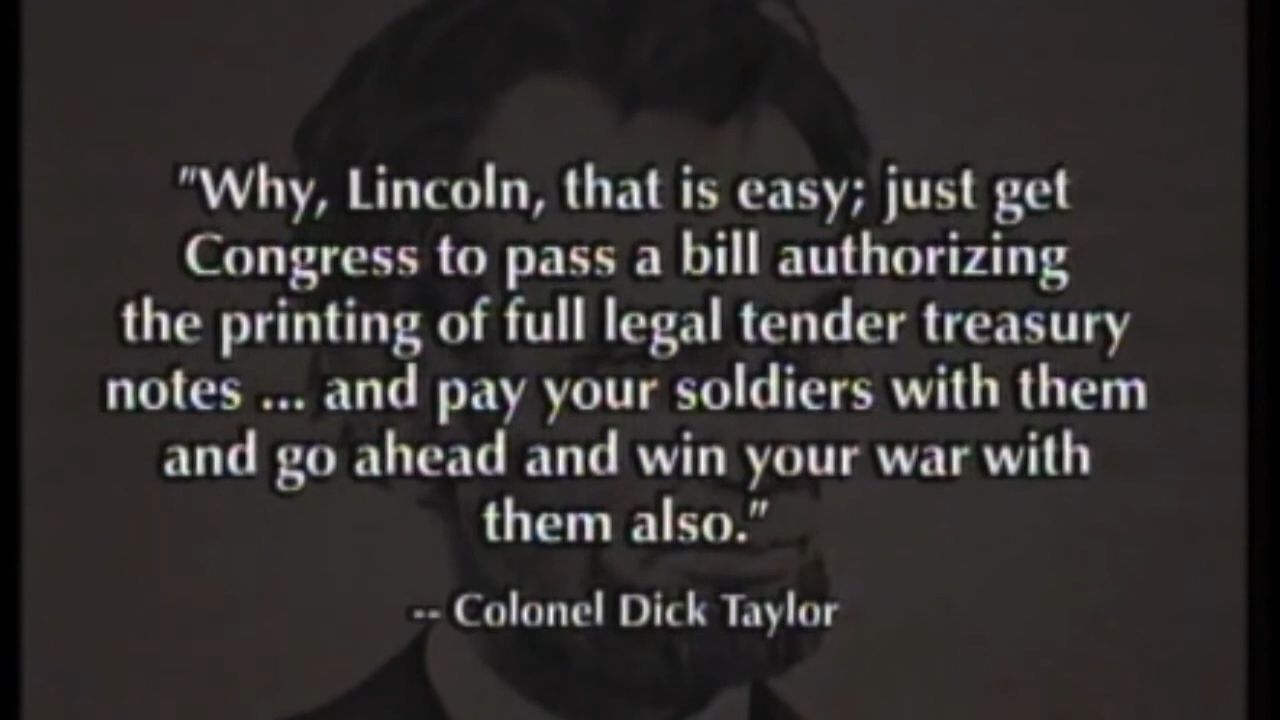 "Why, Lincoln, that is easy; just get
Congress to pass a bill authorizing
the printing of full legal tender treasury
notes ... and pay your soldiers with them
and go ahead and win your war with
them also."
-- Colonel Dick Taylor